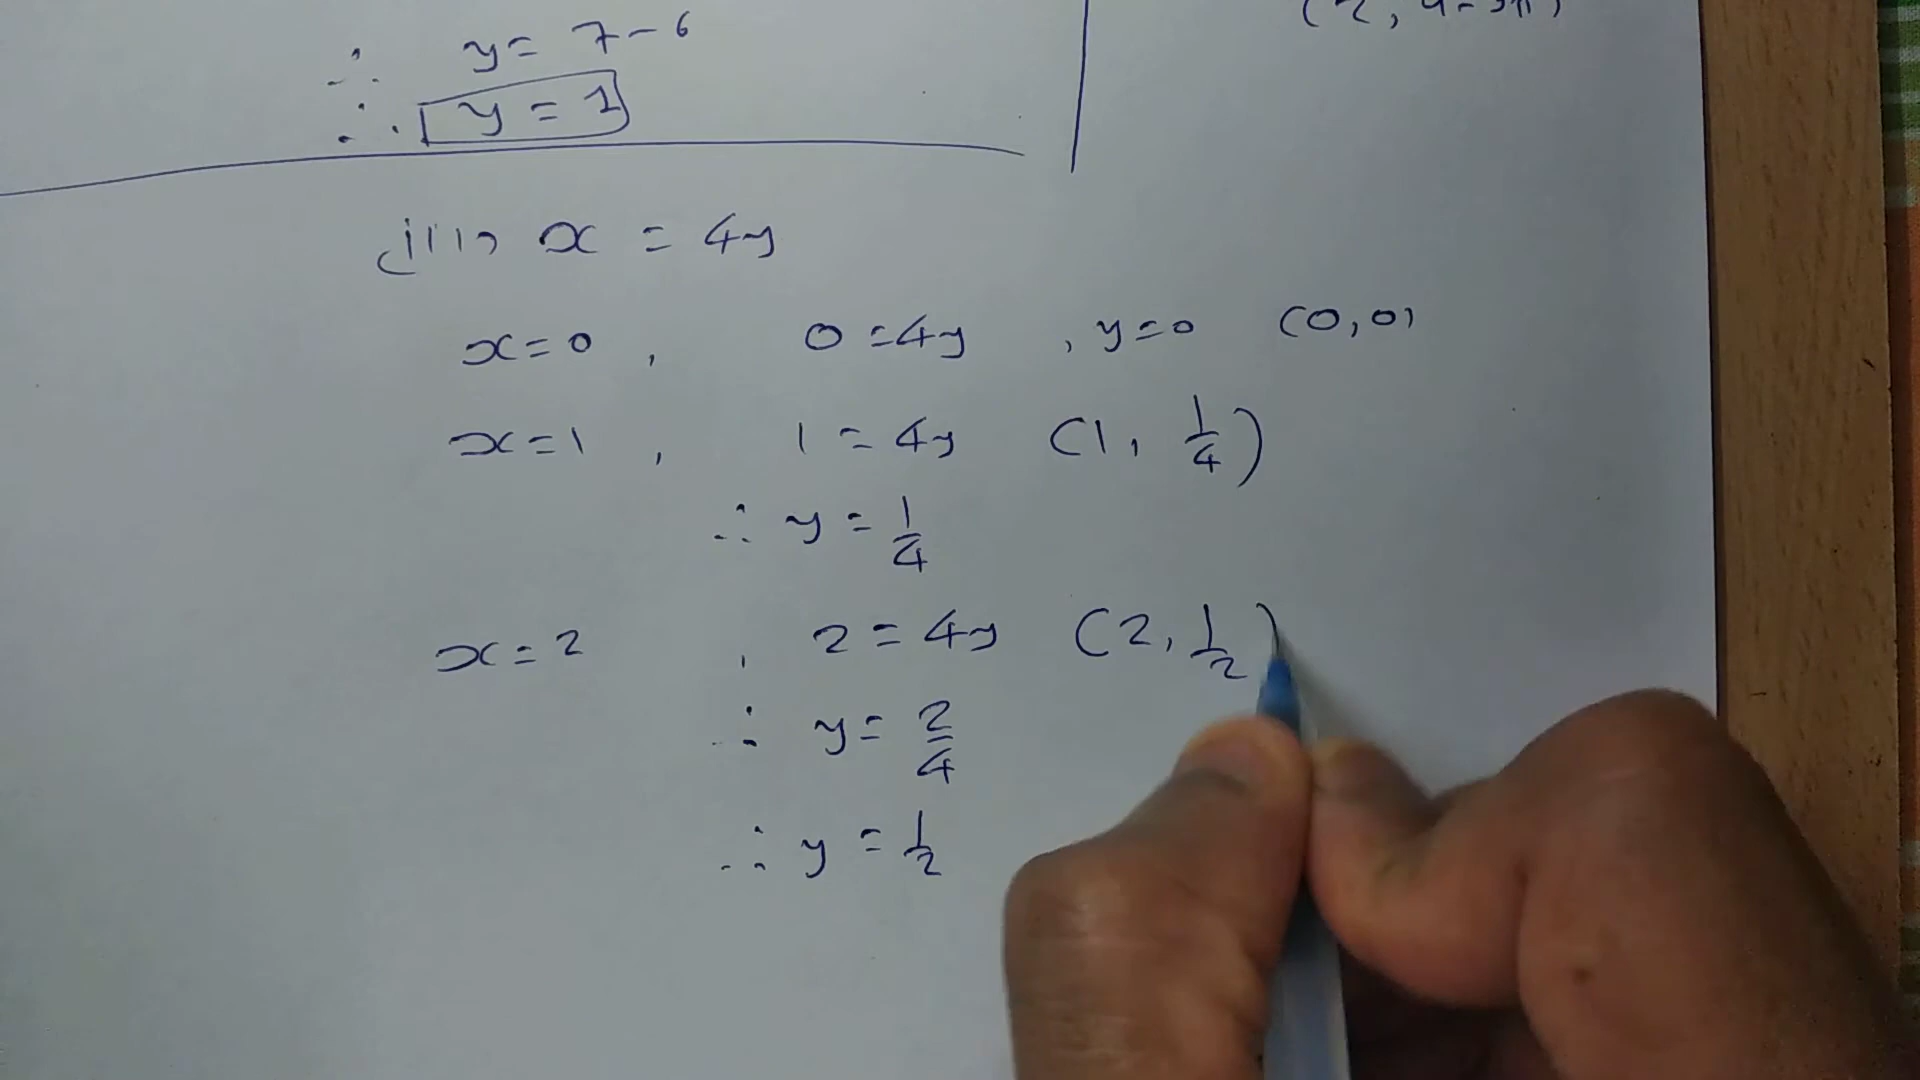 ∴ y = 7 - 6
∴ y = 1
iii, x = 4y
x = 0 , 0 = 4y , y = 0 (0, 0)
x = 1 , 1 = 4y (1, 1/4)
∴ y = 1/4
x = 2 , 2 = 4y (2, 1/2)
∴ y = 2/4
∴ y = 1/2